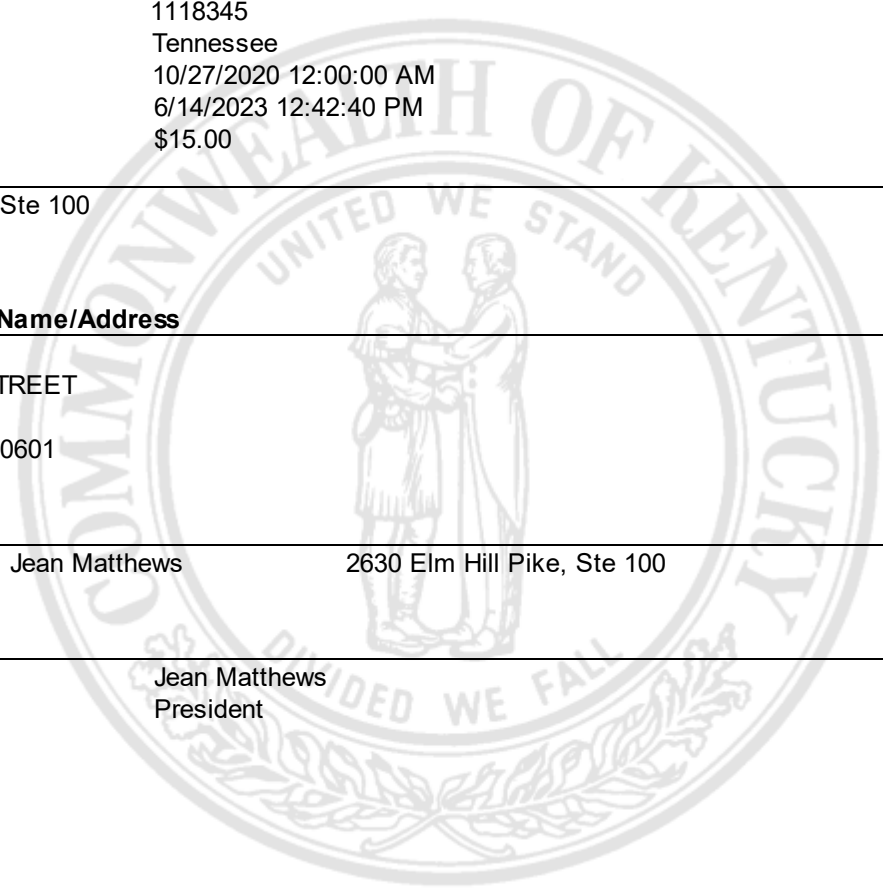 1118345
Tennessee
10/27/2020 12:00:00 AM
6/14/2023 12:42:40 PM
$15.00
Ste 100
Name/Address
TREET
0601
Jean Matthews 2630 Elm Hill Pike, Ste 100
Jean Matthews
President
COMMONWEALTH OF KENTUCKY
UNITED WE STAND
DIVIDED WE FALL